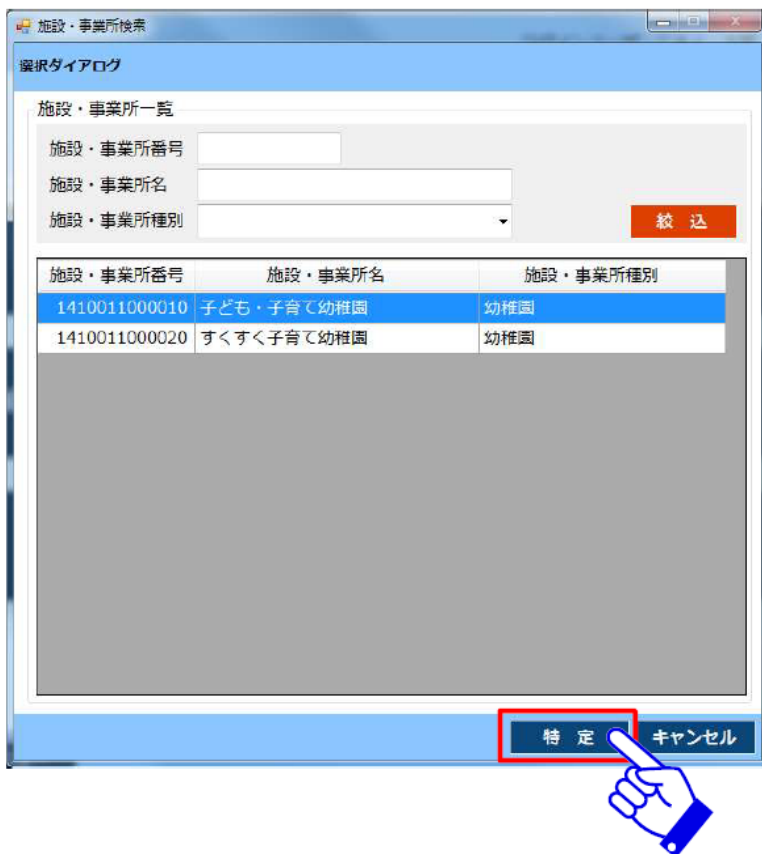 施設・事業所検索
選択ダイアログ
施設・事業所一覧
施設・事業所番号
施設・事業所名
施設・事業所種別
絞 込
施設・事業所番号 施設・事業所名 施設・事業所種別
1410011000010 子ども・子育て幼稚園 幼稚園
1410011000020 すくすく子育て幼稚園 幼稚園
特 定 キャンセル